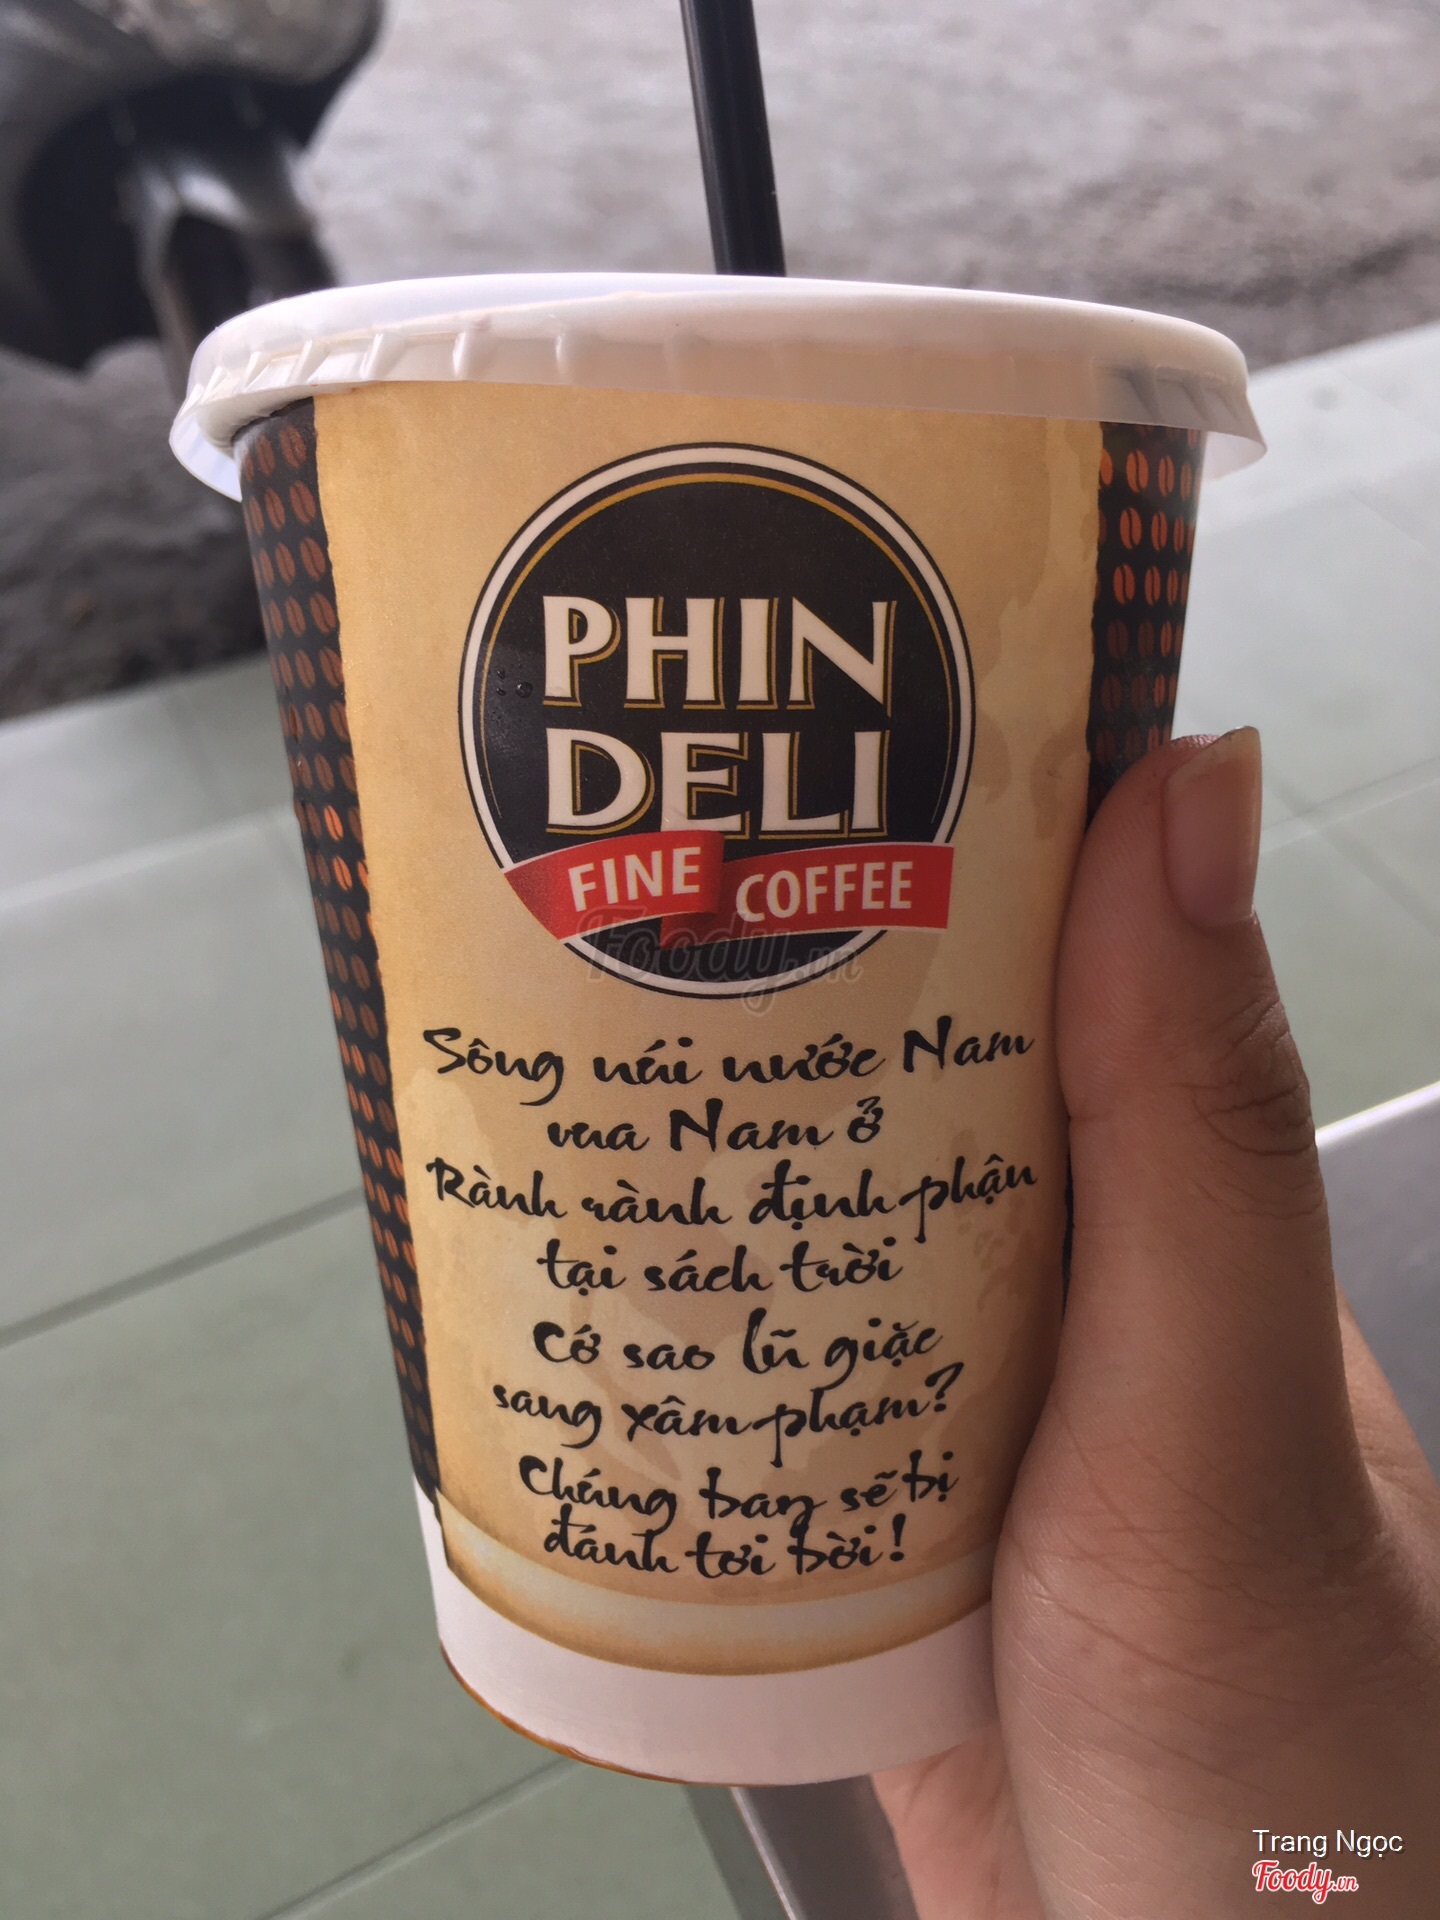 PHIN
DELI
FINE COFFEE
Foody.vn
Sông núi nước Nam
vua Nam ở
Rành rành định phận
tại sách trời
Cớ sao lũ giặc
sang xâm phạm?
Chúng bay sẽ bị
đánh tơi bời!
Trang Ngọc
Foody.vn